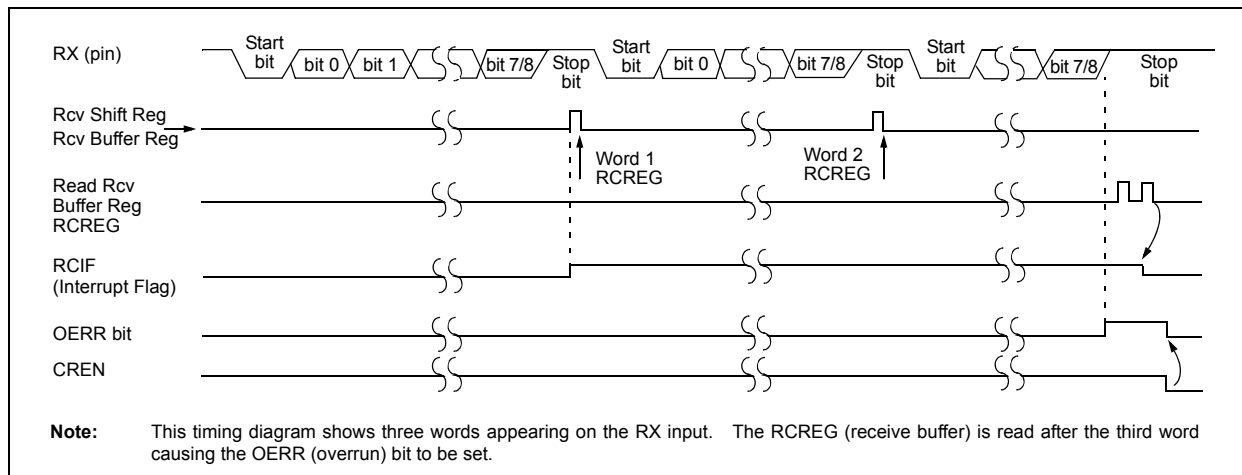 RX (pin)
Start bit
bit 0
bit 1
bit 7/8
Stop bit
Start bit
bit 0
bit 7/8
Stop bit
Start bit
bit 7/8
Stop bit
Rcv Shift Reg
Rcv Buffer Reg
Word 1
RCREG
Word 2
RCREG
Read Rcv
Buffer Reg
RCREG
RCIF
(Interrupt Flag)
OERR bit
CREN
Note: This timing diagram shows three words appearing on the RX input. The RCREG (receive buffer) is read after the third word
causing the OERR (overrun) bit to be set.